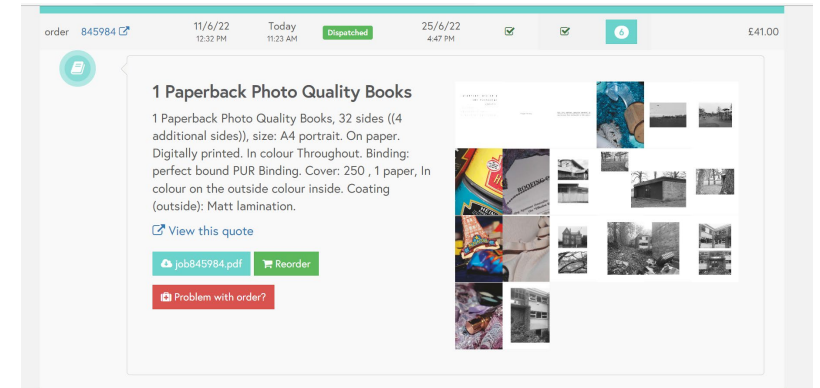 order 845984 11/6/22 Today Dispatched 25/6/22 6 £41.00
12:32 PM 11:23 AM 4:47 PM
1 Paperback Photo Quality Books
1 Paperback Photo Quality Books, 32 sides ((4
additional sides)), size: A4 portrait. On paper.
Digitally printed. In colour Throughout. Binding:
perfect bound PUR Binding. Cover: 250 , 1 paper, In
colour on the outside colour inside. Coating
(outside): Matt lamination.
View this quote
job845984.pdf Reorder
Problem with order?
ROOFING